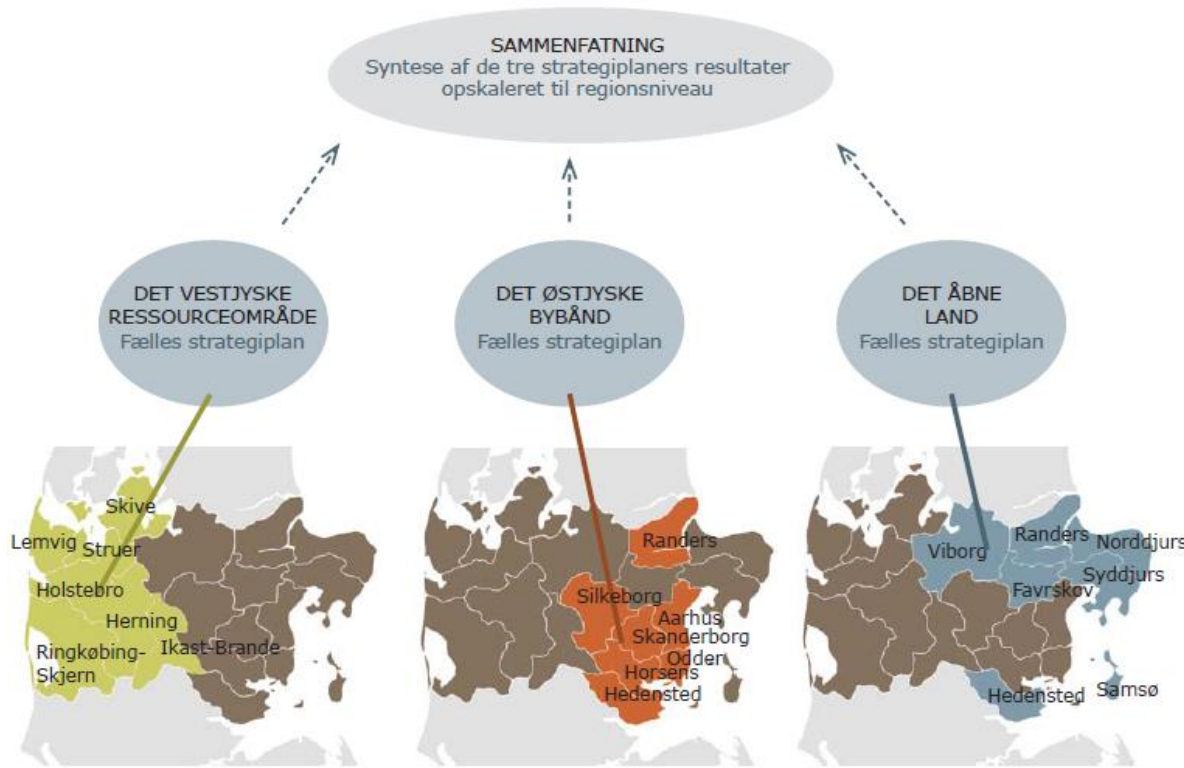 SAMMENFATNING
Syntese af de tre strategiplaners resultater
opskaleret til regionsniveau
DET VESTJYSKE
RESSOURCEOMRÅDE
Fælles strategiplan
DET ØSTJYSKE
BYBÅND
Fælles strategiplan
DET ÅBNE
LAND
Fælles strategiplan
Skive
Lemvig
Struer
Holstebro
Herning
Ikast-Brande
Ringkøbing-
Skjern
Randers
Silkeborg
Aarhus
Skanderborg
Odder
Horsens
Hedensted
Viborg
Randers
Norddjurs
Syddjurs
Favrskov
Hedensted
Samsø